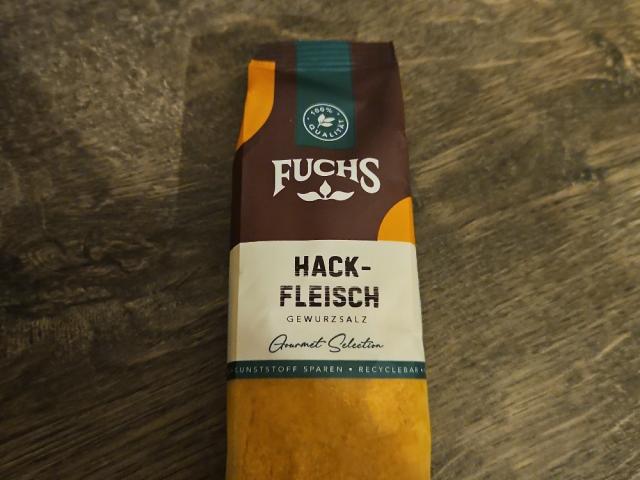 100%
QUALITÄT
FUCHS
HACK-
FLEISCH
GEWÜRZSALZ
Gourmet Selection
KUNSTSTOFF SPAREN • RECYCLEBAR •